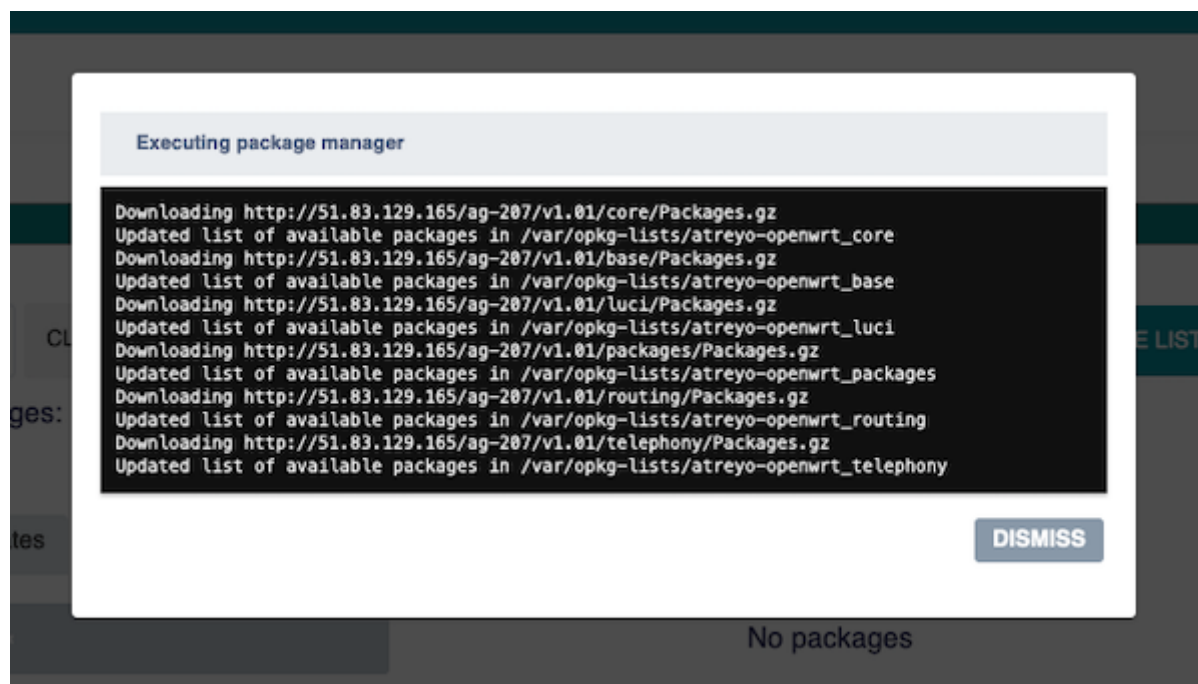 Executing package manager
Downloading http://51.83.129.165/ag-207/v1.01/core/Packages.gz
Updated list of available packages in /var/opkg-lists/atreyo-openwrt_core
Downloading http://51.83.129.165/ag-207/v1.01/base/Packages.gz
Updated list of available packages in /var/opkg-lists/atreyo-openwrt_base
Downloading http://51.83.129.165/ag-207/v1.01/luci/Packages.gz
Updated list of available packages in /var/opkg-lists/atreyo-openwrt_luci
Downloading http://51.83.129.165/ag-207/v1.01/packages/Packages.gz
Updated list of available packages in /var/opkg-lists/atreyo-openwrt_packages
Downloading http://51.83.129.165/ag-207/v1.01/routing/Packages.gz
Updated list of available packages in /var/opkg-lists/atreyo-openwrt_routing
Downloading http://51.83.129.165/ag-207/v1.01/telephony/Packages.gz
Updated list of available packages in /var/opkg-lists/atreyo-openwrt_telephony
CL
E LIST
ges:
tes
DISMISS
No packages